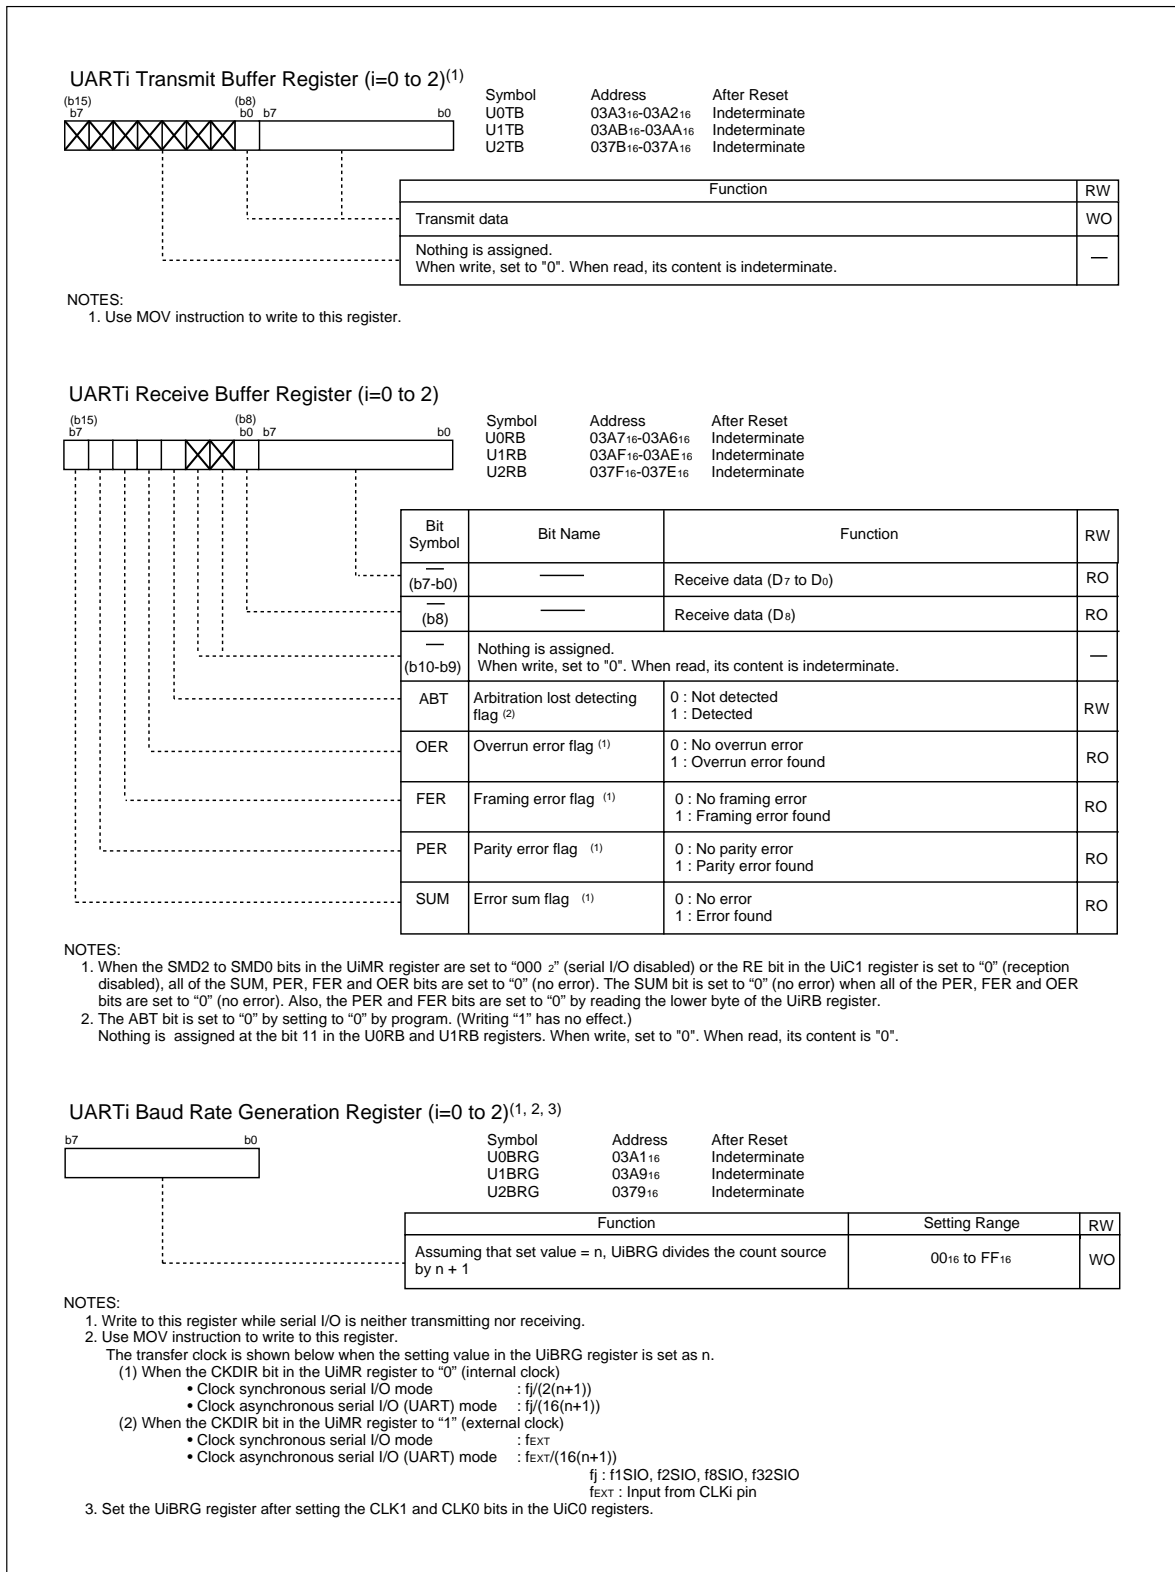 UARTi Transmit Buffer Register (i=0 to 2)(1)
(b15) (b8)
b7 b0 b7 b0
Symbol Address After Reset
U0TB 03A316-03A216 Indeterminate
U1TB 03AB16-03AA16 Indeterminate
U2TB 037B16-037A16 Indeterminate
Function RW
Transmit data WO
Nothing is assigned.
When write, set to "0". When read, its content is indeterminate. —
NOTES:
1. Use MOV instruction to write to this register.
UARTi Receive Buffer Register (i=0 to 2)
(b15) (b8)
b7 b0 b7 b0
Symbol Address After Reset
U0RB 03A716-03A616 Indeterminate
U1RB 03AF16-03AE16 Indeterminate
U2RB 037F16-037E16 Indeterminate
Bit Symbol Bit Name Function RW
— (b7-b0) — Receive data (D7 to D0) RO
— (b8) — Receive data (D8) RO
— (b10-b9) Nothing is assigned.
When write, set to "0". When read, its content is indeterminate. —
ABT Arbitration lost detecting flag (2) 0 : Not detected
1 : Detected RW
OER Overrun error flag (1) 0 : No overrun error
1 : Overrun error found RO
FER Framing error flag (1) 0 : No framing error
1 : Framing error found RO
PER Parity error flag (1) 0 : No parity error
1 : Parity error found RO
SUM Error sum flag (1) 0 : No error
1 : Error found RO
NOTES:
1. When the SMD2 to SMD0 bits in the UiMR register are set to “000 2” (serial I/O disabled) or the RE bit in the UiC1 register is set to “0” (reception
disabled), all of the SUM, PER, FER and OER bits are set to “0” (no error). The SUM bit is set to “0” (no error) when all of the PER, FER and OER
bits are set to “0” (no error). Also, the PER and FER bits are set to “0” by reading the lower byte of the UiRB register.
2. The ABT bit is set to “0” by setting to “0” by program. (Writing “1” has no effect.)
Nothing is assigned at the bit 11 in the U0RB and U1RB registers. When write, set to "0". When read, its content is "0".
UARTi Baud Rate Generation Register (i=0 to 2)(1, 2, 3)
b7 b0
Symbol Address After Reset
U0BRG 03A116 Indeterminate
U1BRG 03A916 Indeterminate
U2BRG 037916 Indeterminate
Function Setting Range RW
Assuming that set value = n, UiBRG divides the count source
by n + 1 0016 to FF16 WO
NOTES:
1. Write to this register while serial I/O is neither transmitting nor receiving.
2. Use MOV instruction to write to this register.
The transfer clock is shown below when the setting value in the UiBRG register is set as n.
(1) When the CKDIR bit in the UiMR register to “0” (internal clock)
• Clock synchronous serial I/O mode : fj/(2(n+1))
• Clock asynchronous serial I/O (UART) mode : fj/(16(n+1))
(2) When the CKDIR bit in the UiMR register to “1” (external clock)
• Clock synchronous serial I/O mode : fEXT
• Clock asynchronous serial I/O (UART) mode : fEXT/(16(n+1))
fj : f1SIO, f2SIO, f8SIO, f32SIO
fEXT : Input from CLKi pin
3. Set the UiBRG register after setting the CLK1 and CLK0 bits in the UiC0 registers.